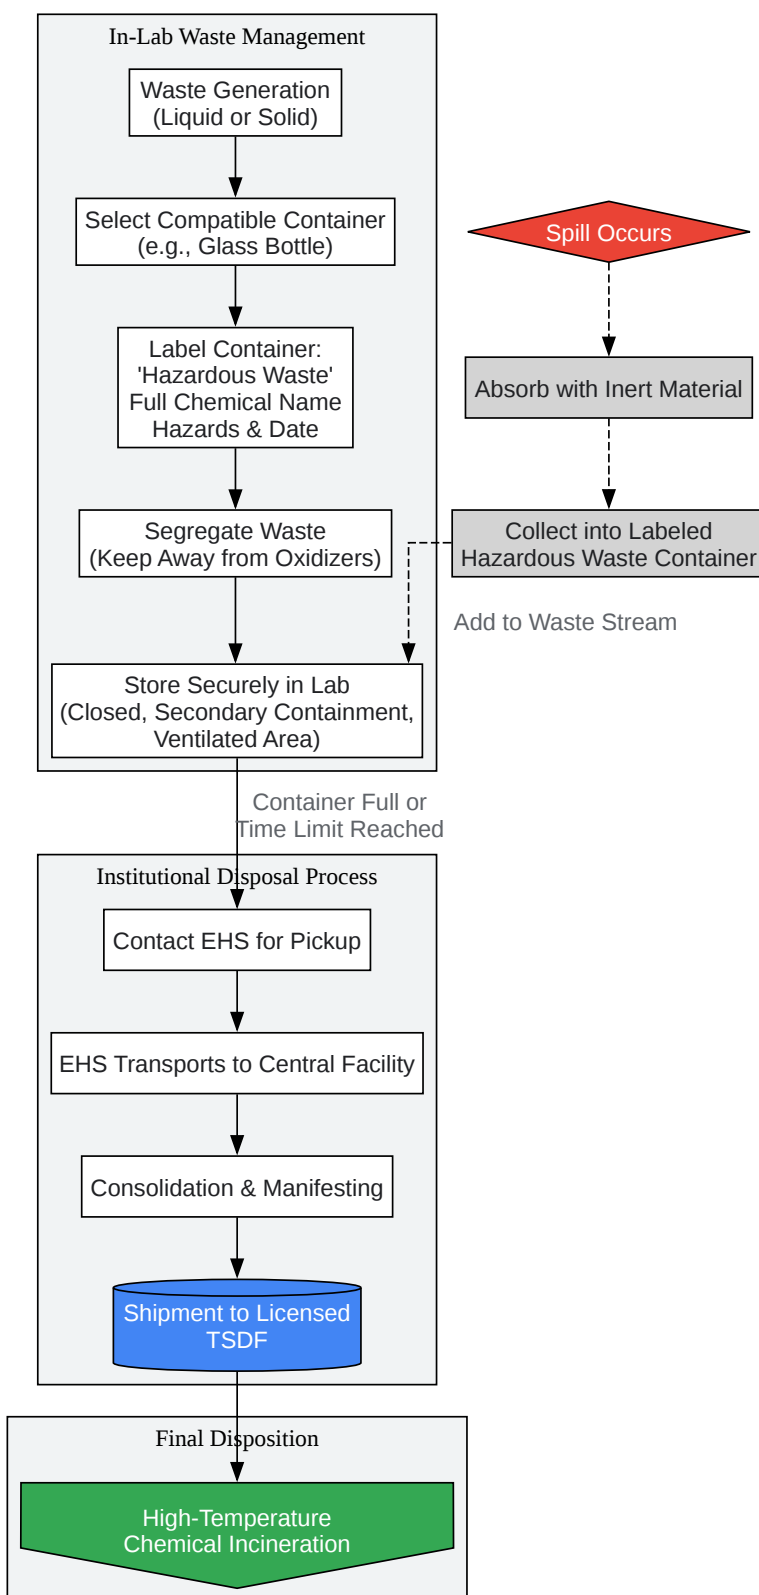 In-Lab Waste Management
Waste Generation
(Liquid or Solid)
Select Compatible Container
(e.g., Glass Bottle)
Spill Occurs
Label Container:
'Hazardous Waste'
Full Chemical Name
Hazards & Date
Absorb with Inert Material
Segregate Waste
(Keep Away from Oxidizers)
Collect into Labeled
Hazardous Waste Container
Add to Waste Stream
Store Securely in Lab
(Closed, Secondary Containment,
Ventilated Area)
Container Full or
Time Limit Reached
Institutional Disposal Process
Contact EHS for Pickup
EHS Transports to Central Facility
Consolidation & Manifesting
Shipment to Licensed
TSDF
Final Disposition
High-Temperature
Chemical Incineration